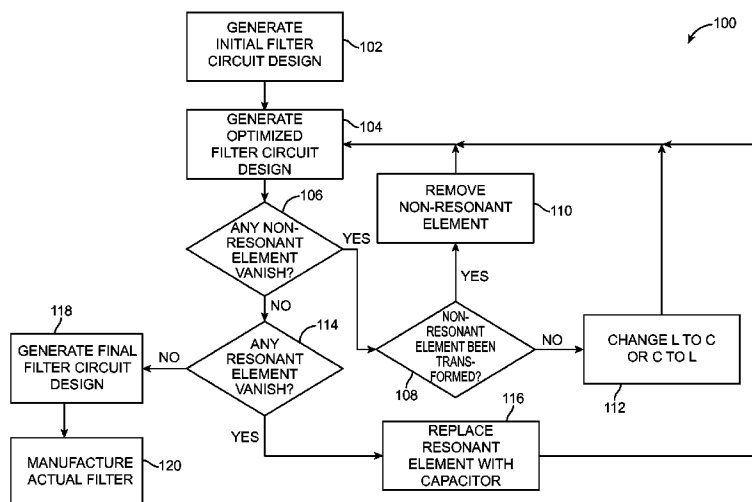 100
GENERATE
INITIAL FILTER
CIRCUIT DESIGN
102
GENERATE
OPTIMIZED
FILTER CIRCUIT
DESIGN
104
106
ANY NON-
RESONANT
ELEMENT
VANISH?
YES
NO
REMOVE
NON-RESONANT
ELEMENT
110
YES
NON-
RESONANT
ELEMENT BEEN
TRANS-
FORMED?
108
NO
CHANGE L TO C
OR C TO L
112
114
ANY
RESONANT
ELEMENT
VANISH?
NO
YES
118
GENERATE FINAL
FILTER CIRCUIT
DESIGN
MANUFACTURE
ACTUAL FILTER
120
116
REPLACE
RESONANT
ELEMENT WITH
CAPACITOR